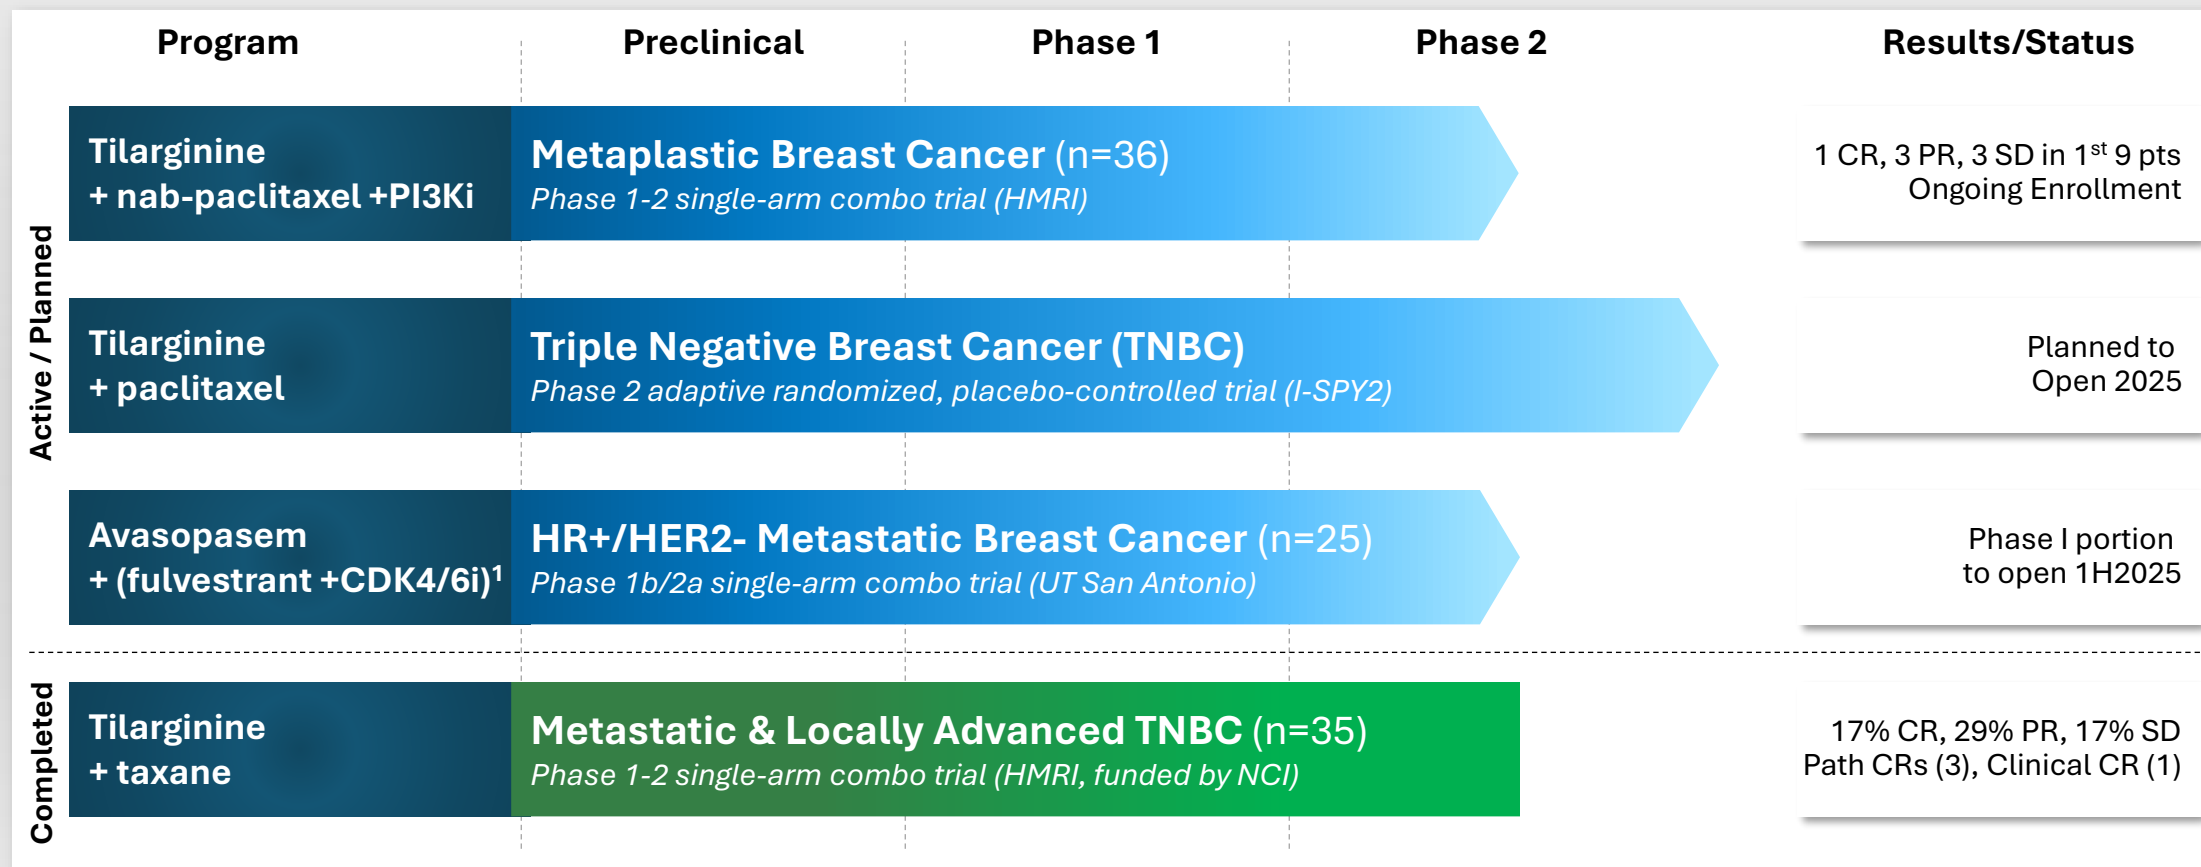 Program
Preclinical
Phase 1
Phase 2
Results/Status
Active / Planned
Tilarginine
+ nab-paclitaxel +PI3Ki
Metaplastic Breast Cancer (n=36)
Phase 1-2 single-arm combo trial (HMRI)
1 CR, 3 PR, 3 SD in 1st 9 pts
Ongoing Enrollment
Tilarginine
+ paclitaxel
Triple Negative Breast Cancer (TNBC)
Phase 2 adaptive randomized, placebo-controlled trial (I-SPY2)
Planned to
Open 2025
Avasopasem
+ (fulvestrant +CDK4/6i)¹
HR+/HER2- Metastatic Breast Cancer (n=25)
Phase 1b/2a single-arm combo trial (UT San Antonio)
Phase I portion
to open 1H2025
Completed
Tilarginine
+ taxane
Metastatic & Locally Advanced TNBC (n=35)
Phase 1-2 single-arm combo trial (HMRI, funded by NCI)
17% CR, 29% PR, 17% SD
Path CRs (3), Clinical CR (1)